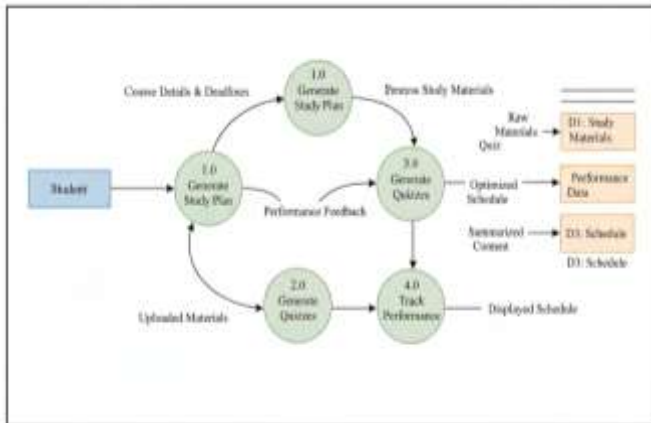 1.0
Generate
Study Plan
Course Details & Deadlines
Process Study Materials
Raw
Materials
Quiz
D1: Study
Materials
Student
1.0
Generate
Study Plan
Performance Feedback
3.0
Generate
Quizzes
Optimized
Schedule
Performance
Data
Summarized
Content
D3: Schedule
D3: Schedule
Uploaded Materials
2.0
Generate
Quizzes
4.0
Track
Performance
Displayed Schedule